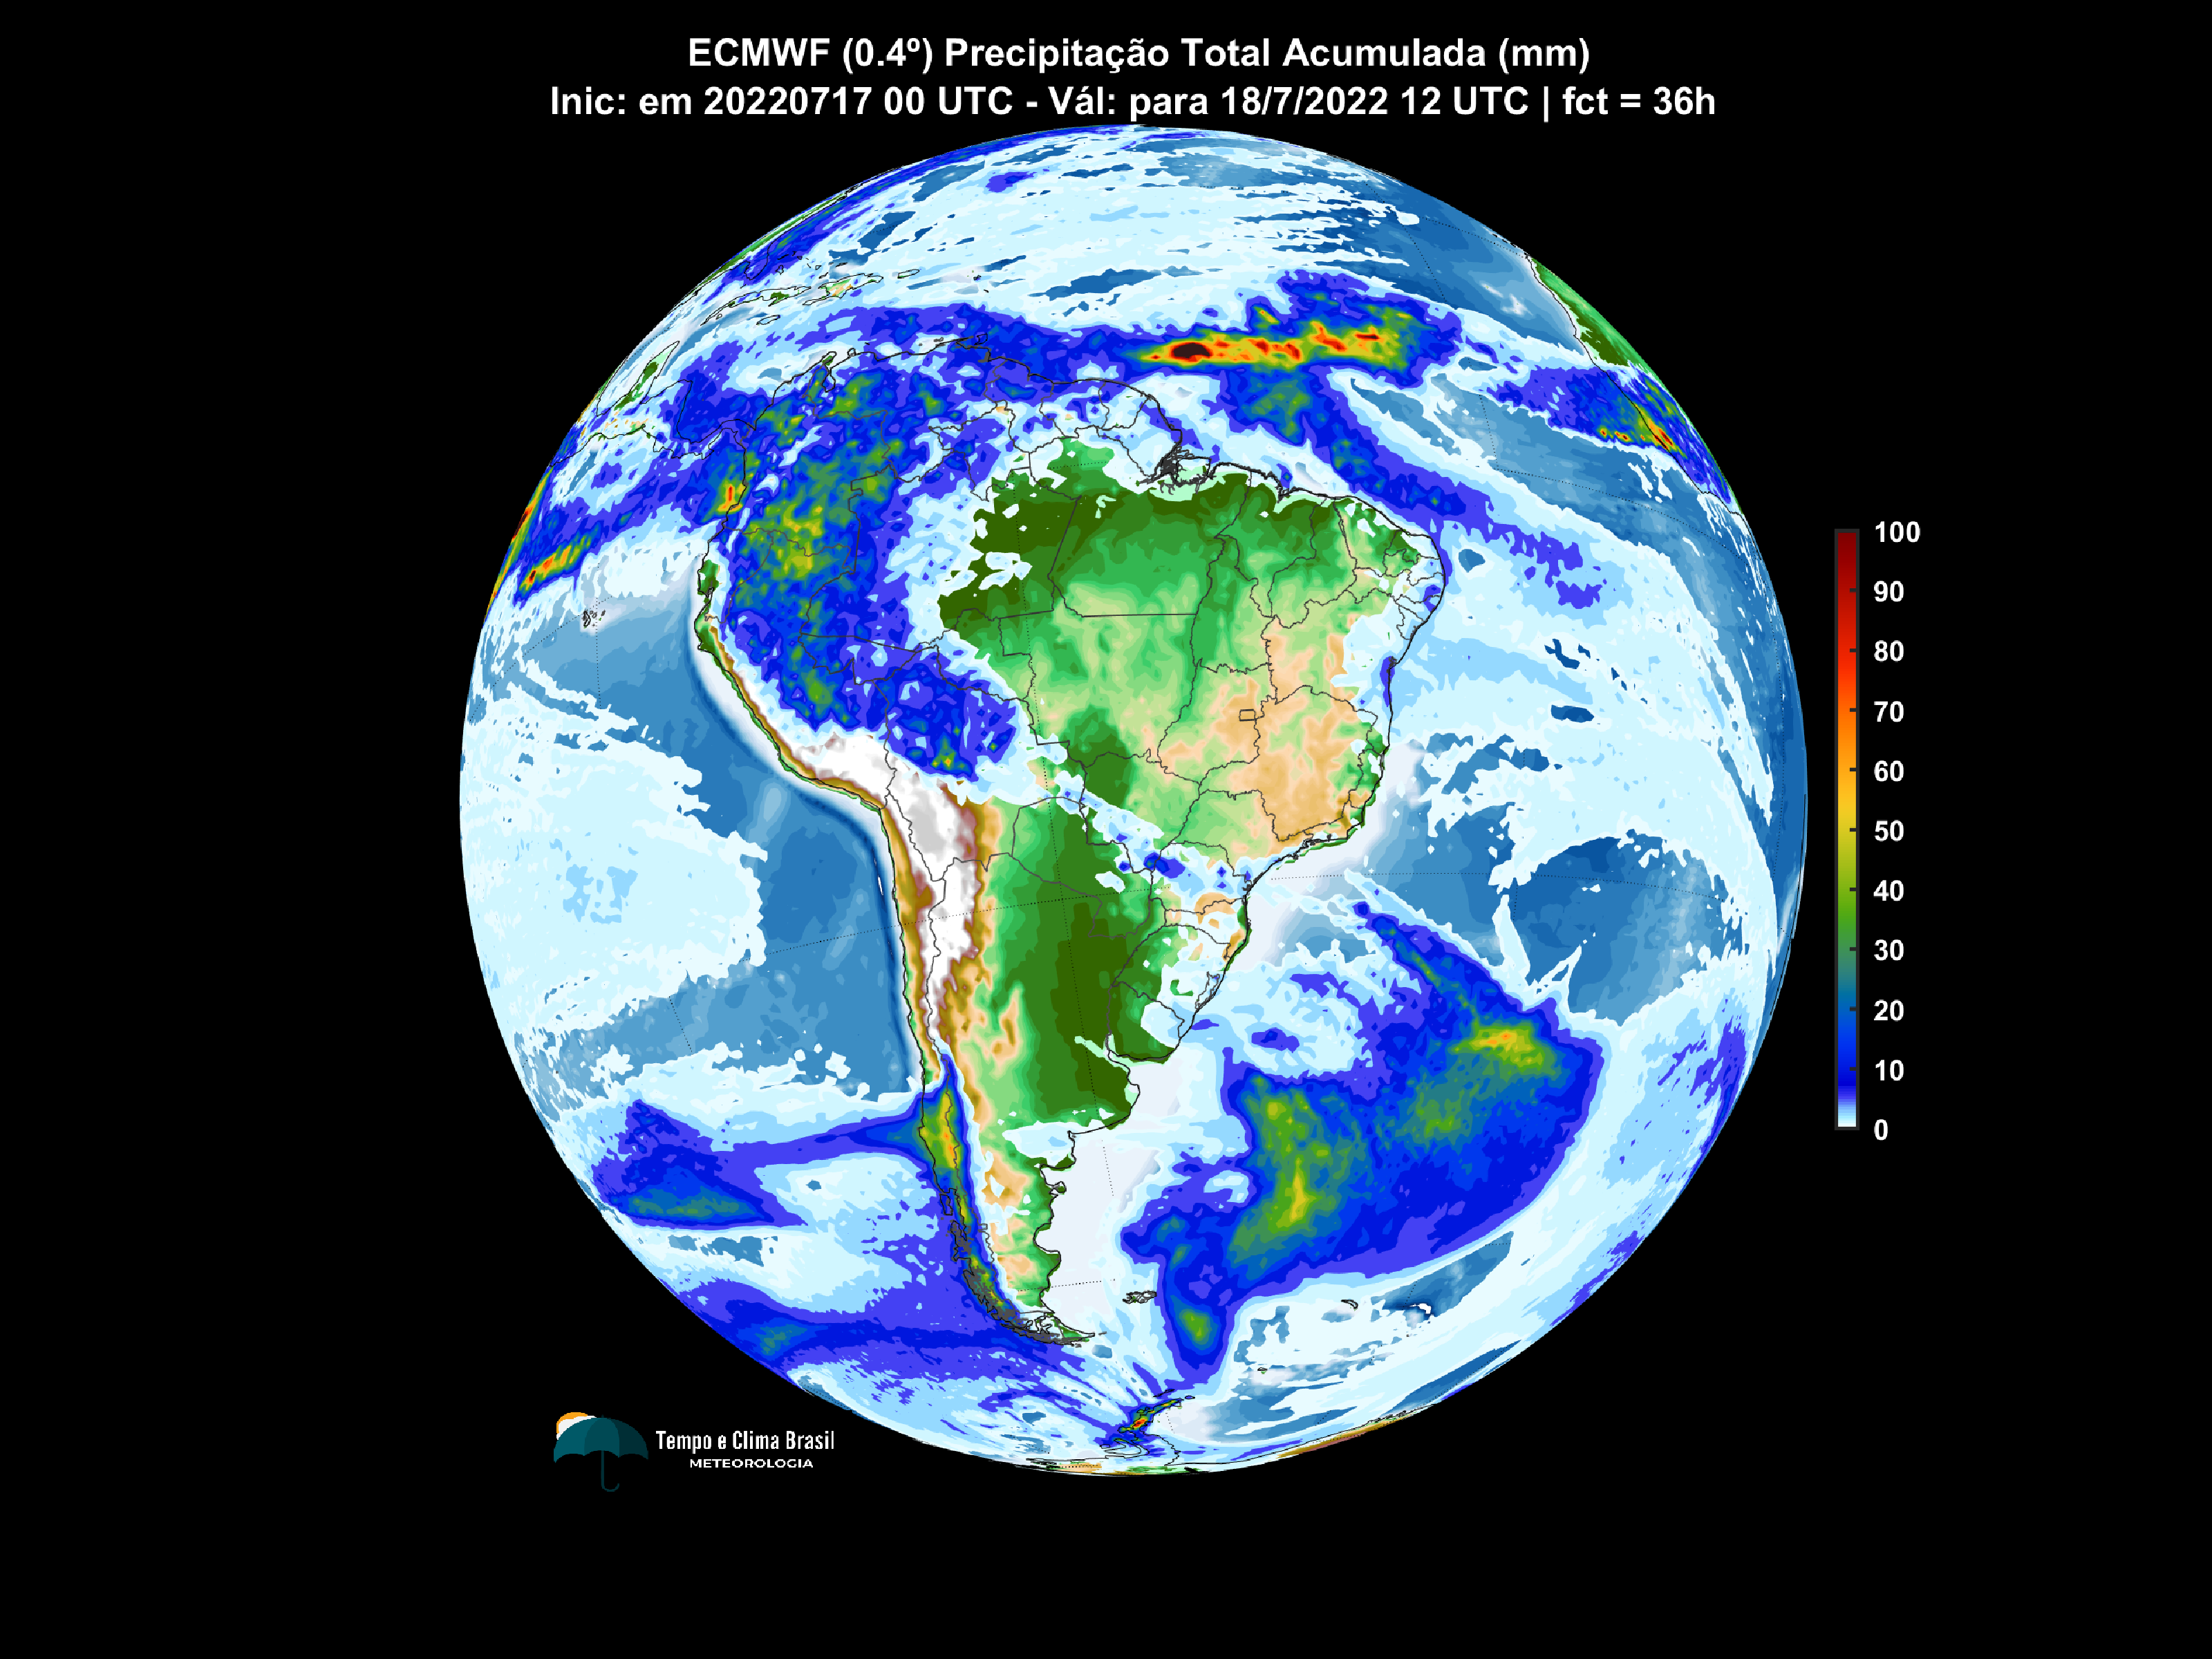 ECMWF (0.4º) Precipitação Total Acumulada (mm)
Inic: em 20220717 00 UTC - Vál: para 18/7/2022 12 UTC | fct = 36h
100
90
80
70
60
50
40
30
20
10
0
Tempo e Clima Brasil
METEOROLOGIA